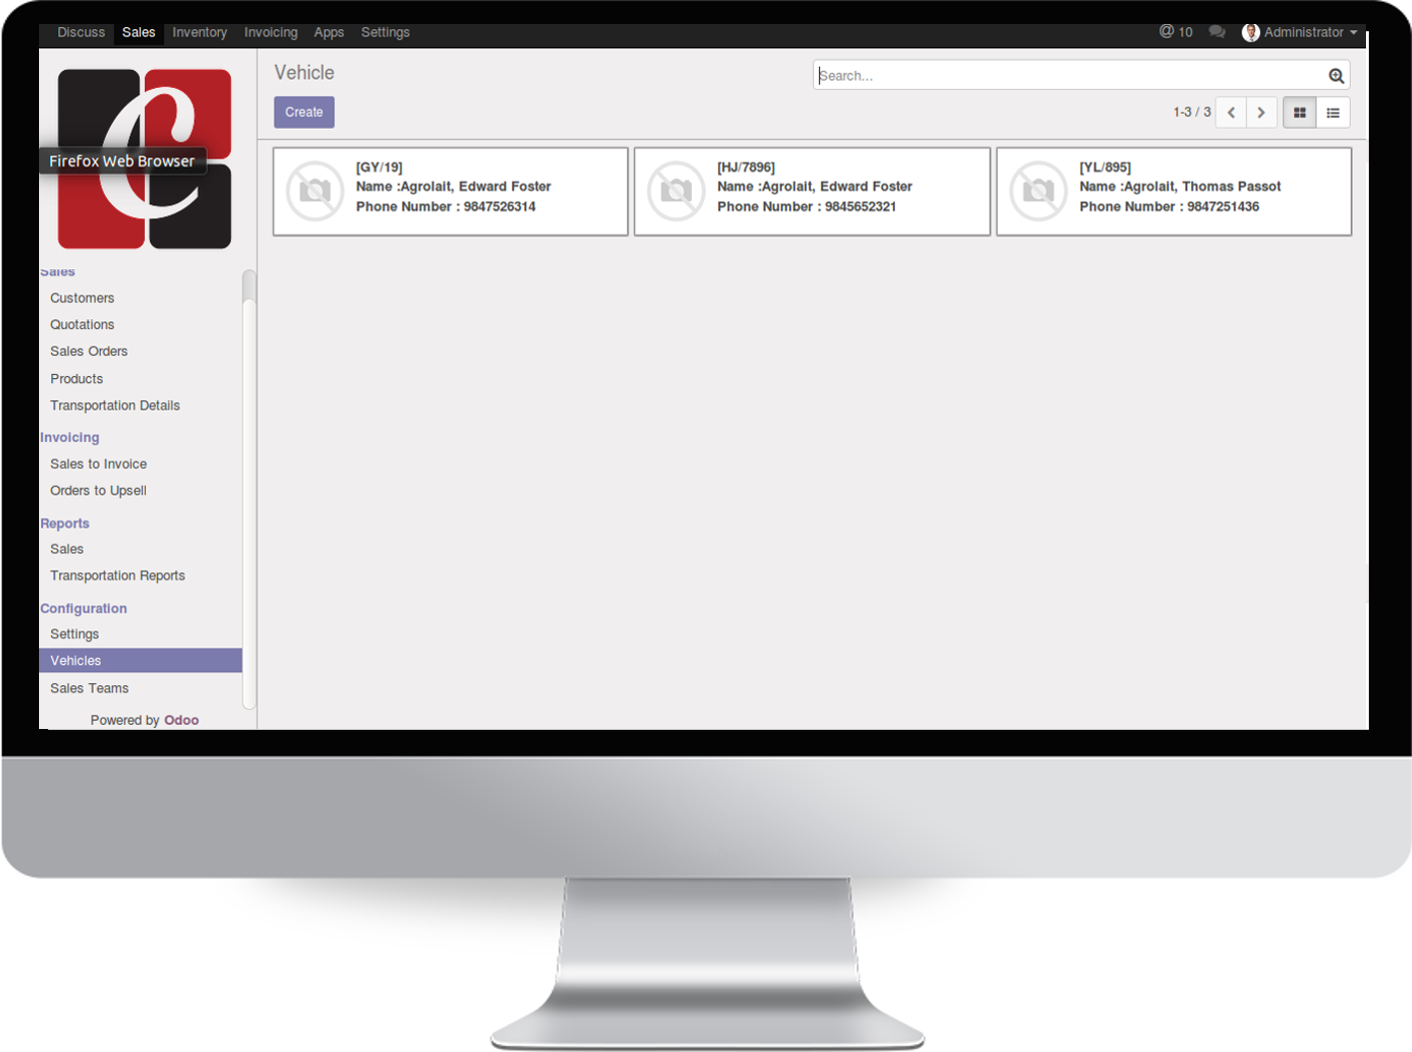 Discuss Sales Inventory Invoicing Apps Settings @ 10 Administrator
Vehicle
Search...
Create
1-3 / 3
C
Firefox Web Browser
[GY/19]
Name :Agrolait, Edward Foster
Phone Number : 9847526314
[HJ/7896]
Name :Agrolait, Edward Foster
Phone Number : 9845652321
[YL/895]
Name :Agrolait, Thomas Passot
Phone Number : 9847251436
Sales
Customers
Quotations
Sales Orders
Products
Transportation Details
Invoicing
Sales to Invoice
Orders to Upsell
Reports
Sales
Transportation Reports
Configuration
Settings
Vehicles
Sales Teams
Powered by Odoo